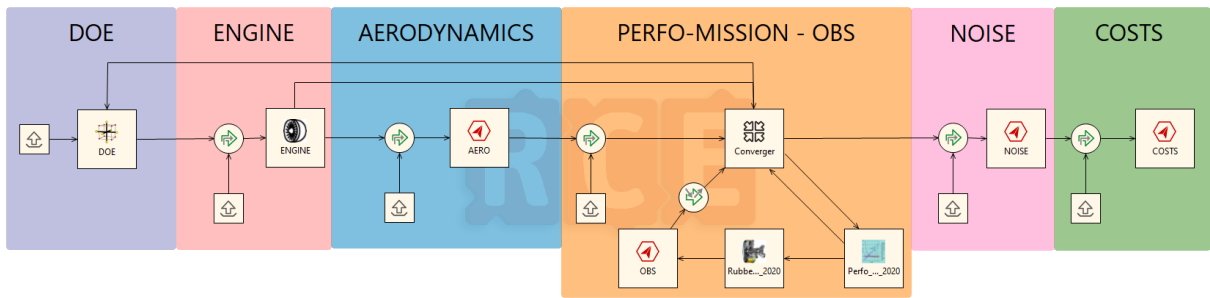 DOE
ENGINE
AERODYNAMICS
PERFO-MISSION - OBS
NOISE
COSTS
RCE
DOE
ENGINE
AERO
Converger
NOISE
COSTS
OBS
Rubbe..._2020
Perfo_..._2020